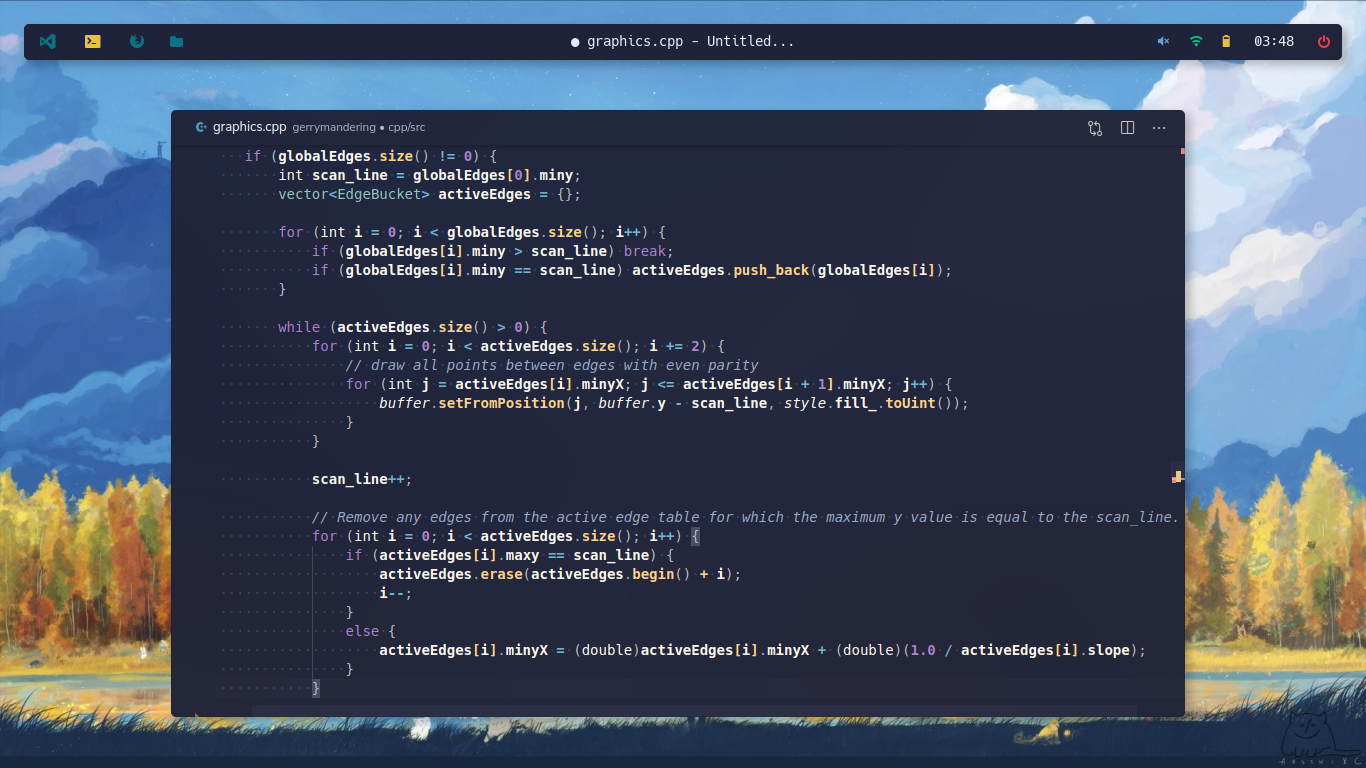 ● graphics.cpp - Untitled...
03:48
graphics.cpp gerrymandering • cpp/src
if (globalEdges.size() != 0) {
int scan_line = globalEdges[0].miny;
vector<EdgeBucket> activeEdges = {};
for (int i = 0; i < globalEdges.size(); i++) {
if (globalEdges[i].miny > scan_line) break;
if (globalEdges[i].miny == scan_line) activeEdges.push_back(globalEdges[i]);
}
while (activeEdges.size() > 0) {
for (int i = 0; i < activeEdges.size(); i += 2) {
// draw all points between edges with even parity
for (int j = activeEdges[i].minyX; j <= activeEdges[i + 1].minyX; j++) {
buffer.setFromPosition(j, buffer.y - scan_line, style.fill_.toUint());
}
}
scan_line++;
// Remove any edges from the active edge table for which the maximum y value is equal to the scan_line.
for (int i = 0; i < activeEdges.size(); i++) {
if (activeEdges[i].maxy == scan_line) {
activeEdges.erase(activeEdges.begin() + i);
i--;
}
else {
activeEdges[i].minyX = (double)activeEdges[i].minyX + (double)(1.0 / activeEdges[i].slope);
}
}